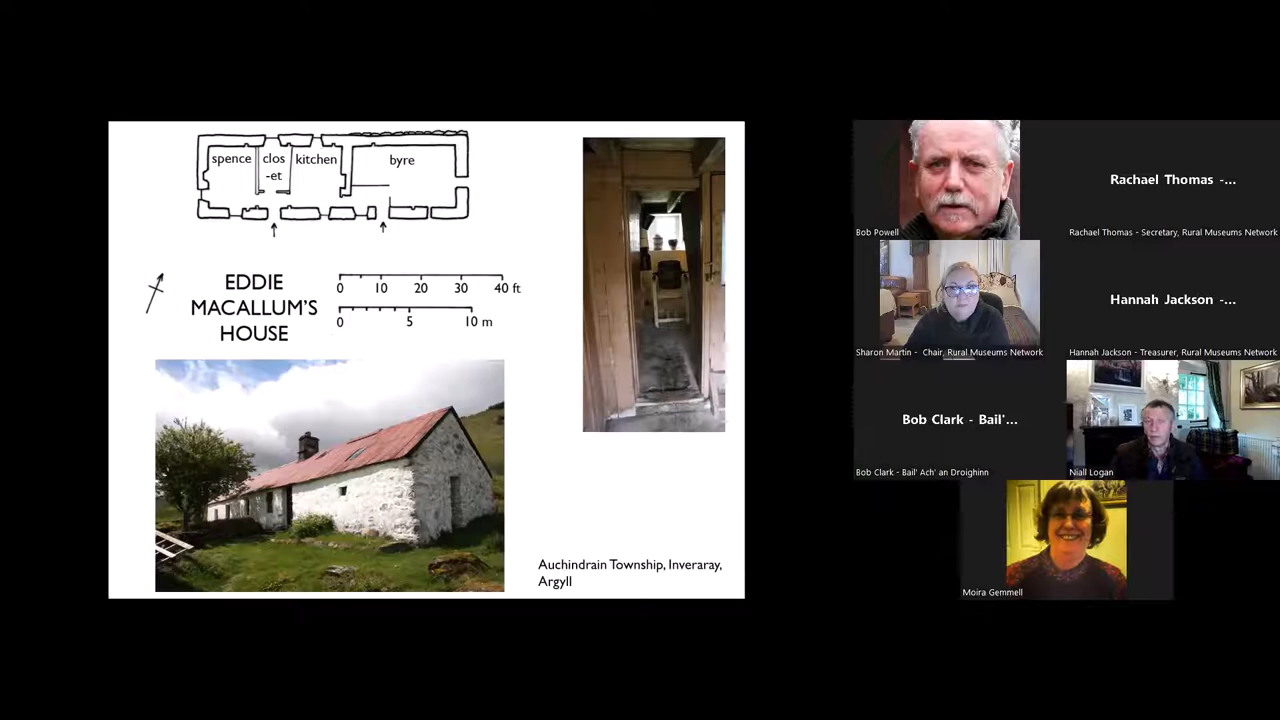 spence
clos
-et
kitchen
byre
EDDIE
MACALLUM'S
HOUSE
0 10 20 30 40 ft
0 5 10 m
Auchindrain Township, Inveraray,
Argyll
Bob Powell
Rachael Thomas -...
Rachael Thomas - Secretary, Rural Museums Network
Sharon Martin - Chair, Rural Museums Network
Hannah Jackson -...
Hannah Jackson - Treasurer, Rural Museums Network
Bob Clark - Bail'...
Bob Clark - Bail' Ach' an Droighinn
Niall Logan
Moira Gemmell